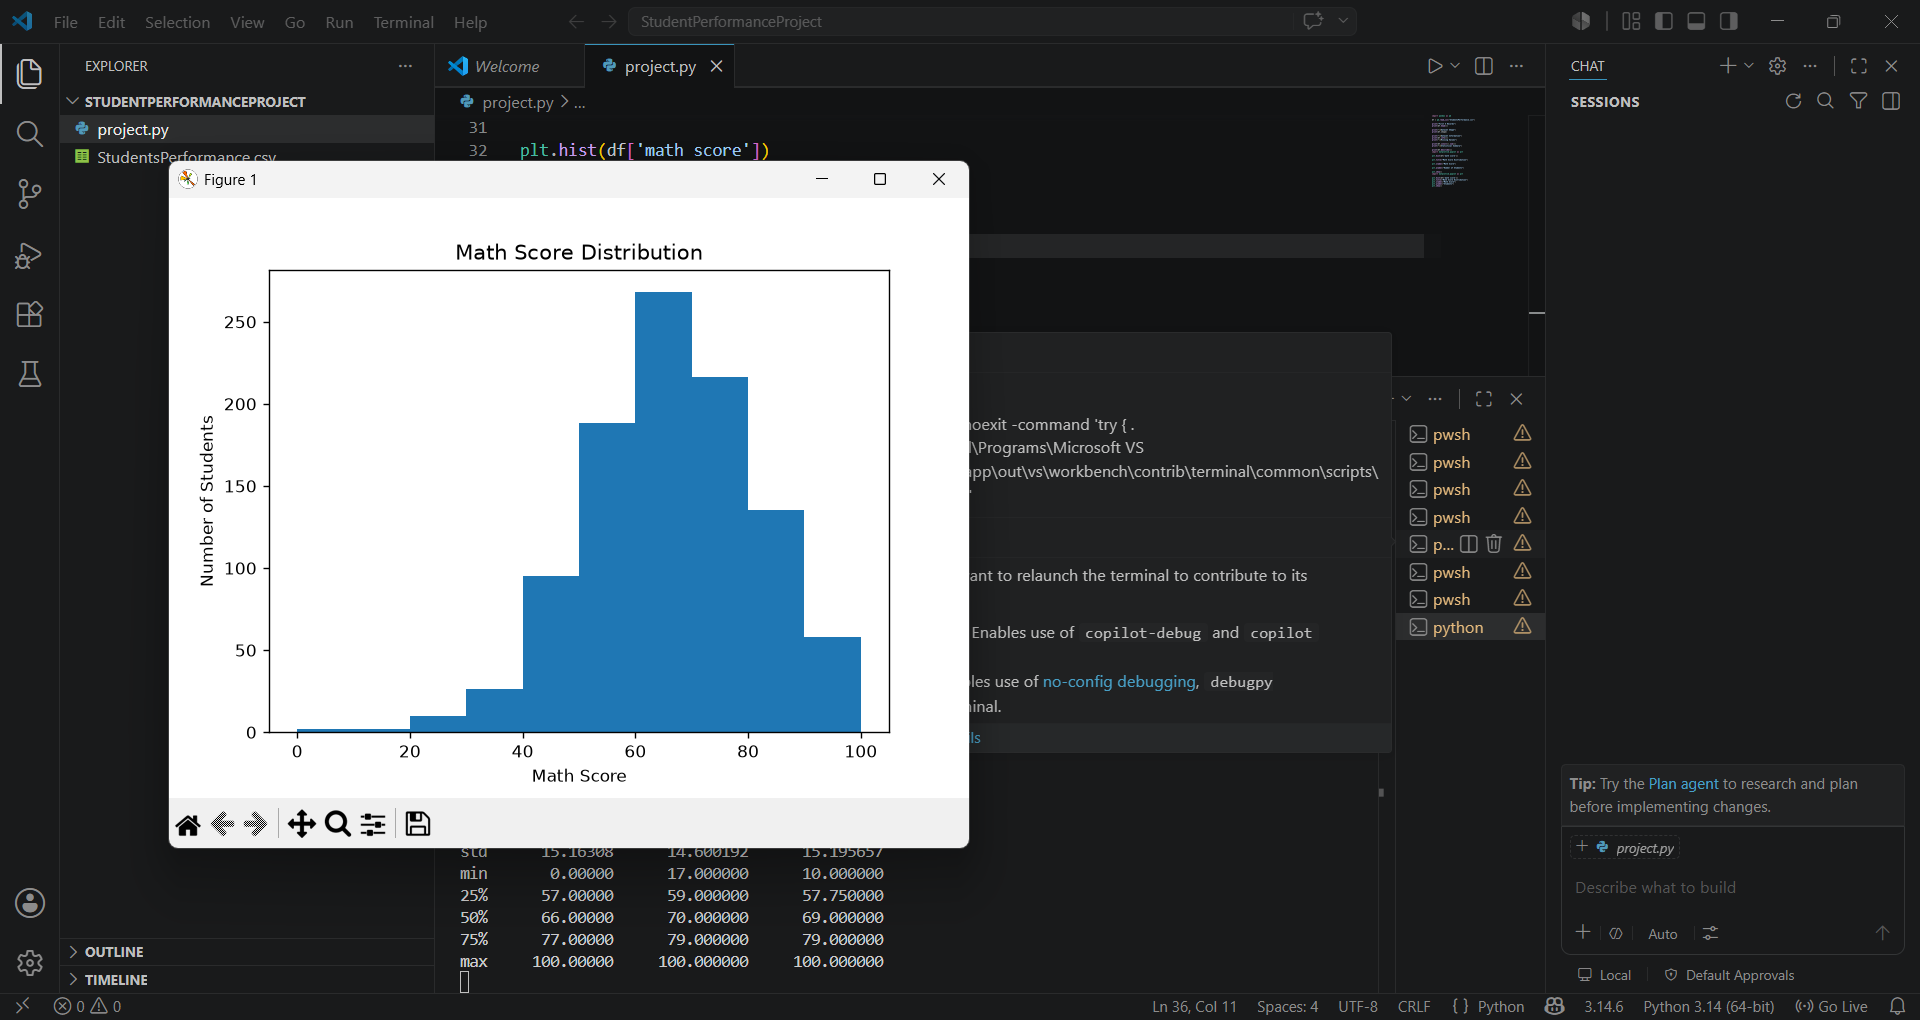 File Edit Selection View Go Run Terminal Help
StudentPerformanceProject
EXPLORER
STUDENTPERFORMANCEPROJECT
project.py
StudentsPerformance.csv
OUTLINE
TIMELINE
Welcome
project.py
project.py > ...
31
32 plt.hist(df['math score'])
Figure 1
Math Score Distribution
Number of Students
250
200
150
100
50
0
0 20 40 60 80 100
Math Score
noexit -command 'try { .
\Programs\Microsoft VS
app\out\vs\workbench\contrib\terminal\common\scripts\
ant to relaunch the terminal to contribute to its
Enables use of copilot-debug and copilot
les use of no-config debugging, debugpy
inal.
ls
std 15.16308 14.600192 15.195657
min 0.00000 17.000000 10.000000
25% 57.00000 59.000000 57.750000
50% 66.00000 70.000000 69.000000
75% 77.00000 79.000000 79.000000
max 100.00000 100.000000 100.000000
pwsh
pwsh
pwsh
pwsh
p...
pwsh
pwsh
python
CHAT
SESSIONS
Tip: Try the Plan agent to research and plan
before implementing changes.
project.py
Describe what to build
Auto
Local
Default Approvals
0 0
Ln 36, Col 11 Spaces: 4 UTF-8 CRLF { } Python 3.14.6 Python 3.14 (64-bit) Go Live